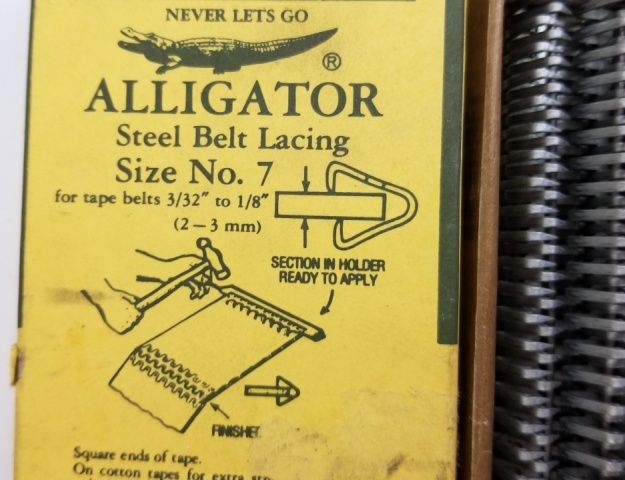 NEVER LETS GO
®
ALLIGATOR
Steel Belt Lacing
Size No. 7
for tape belts 3/32" to 1/8"
(2–3 mm)
SECTION IN HOLDER
READY TO APPLY
Square ends of tape.
On cotton tapes for extra